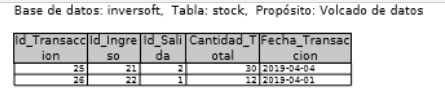 Base de datos: inversoft, Tabla: stock, Propósito: Volcado de datos
Id_Transacc Id_Ingre Id_Sali Cantidad_T Fecha_Transac
ion so da otal cion
25 21 2 30 2019-04-04
26 22 1 12 2019-04-01